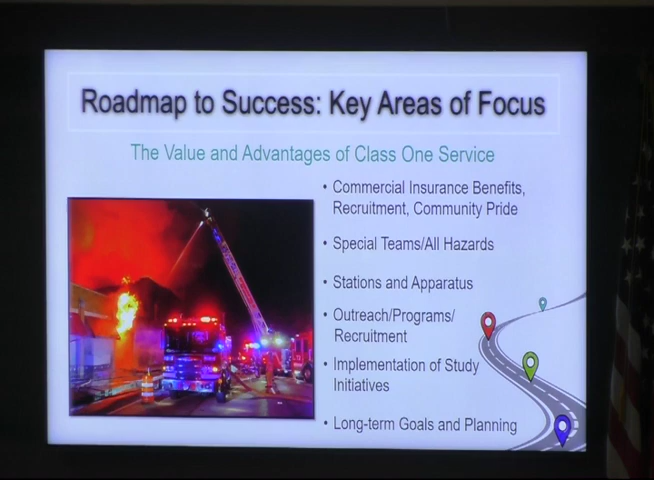 Roadmap to Success: Key Areas of Focus
The Value and Advantages of Class One Service
• Commercial Insurance Benefits,
Recruitment, Community Pride
• Special Teams/All Hazards
• Stations and Apparatus
• Outreach/Programs/
Recruitment
• Implementation of Study
Initiatives
• Long-term Goals and Planning